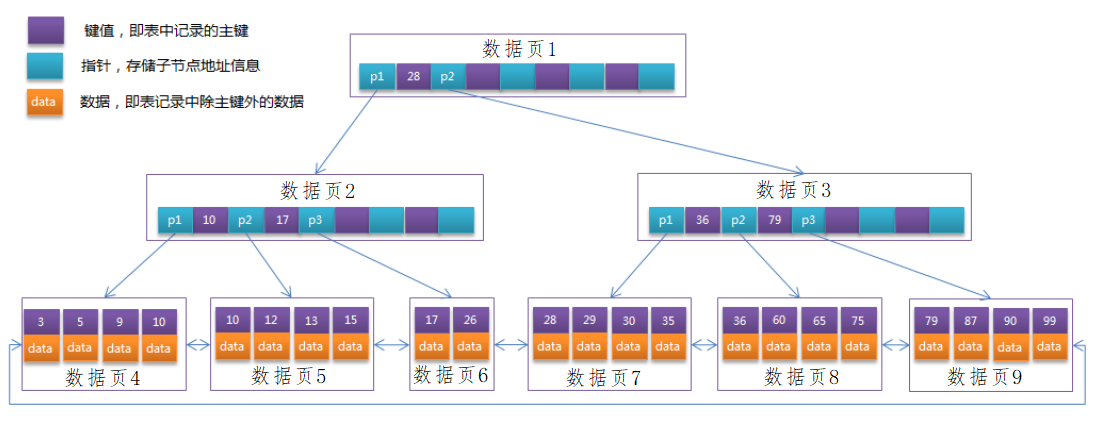 键值，即表中记录的主键
指针，存储子节点地址信息
data 数据，即表记录中除主键外的数据
数据页1
p1 28 p2
数据页2
p1 10 p2 17 p3
数据页3
p1 36 p2 79 p3
3 5 9 10
data data data data
数据页4
10 12 13 15
data data data data
数据页5
17 26
data data
数据页6
28 29 30 35
data data data data
数据页7
36 60 65 75
data data data data
数据页8
79 87 90 99
data data data data
数据页9